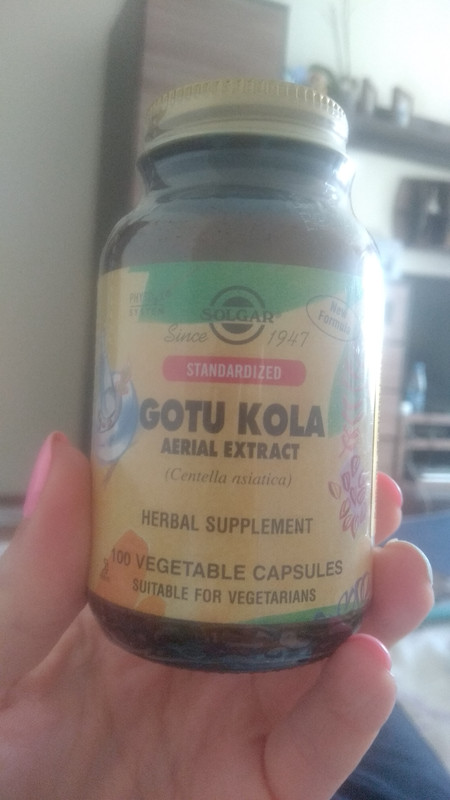 SOLGAR®
Since 1947
New
Formula
STANDARDIZED
GOTU KOLA
AERIAL EXTRACT
(Centella asiatica)
HERBAL SUPPLEMENT
100 VEGETABLE CAPSULES
SUITABLE FOR VEGETARIANS